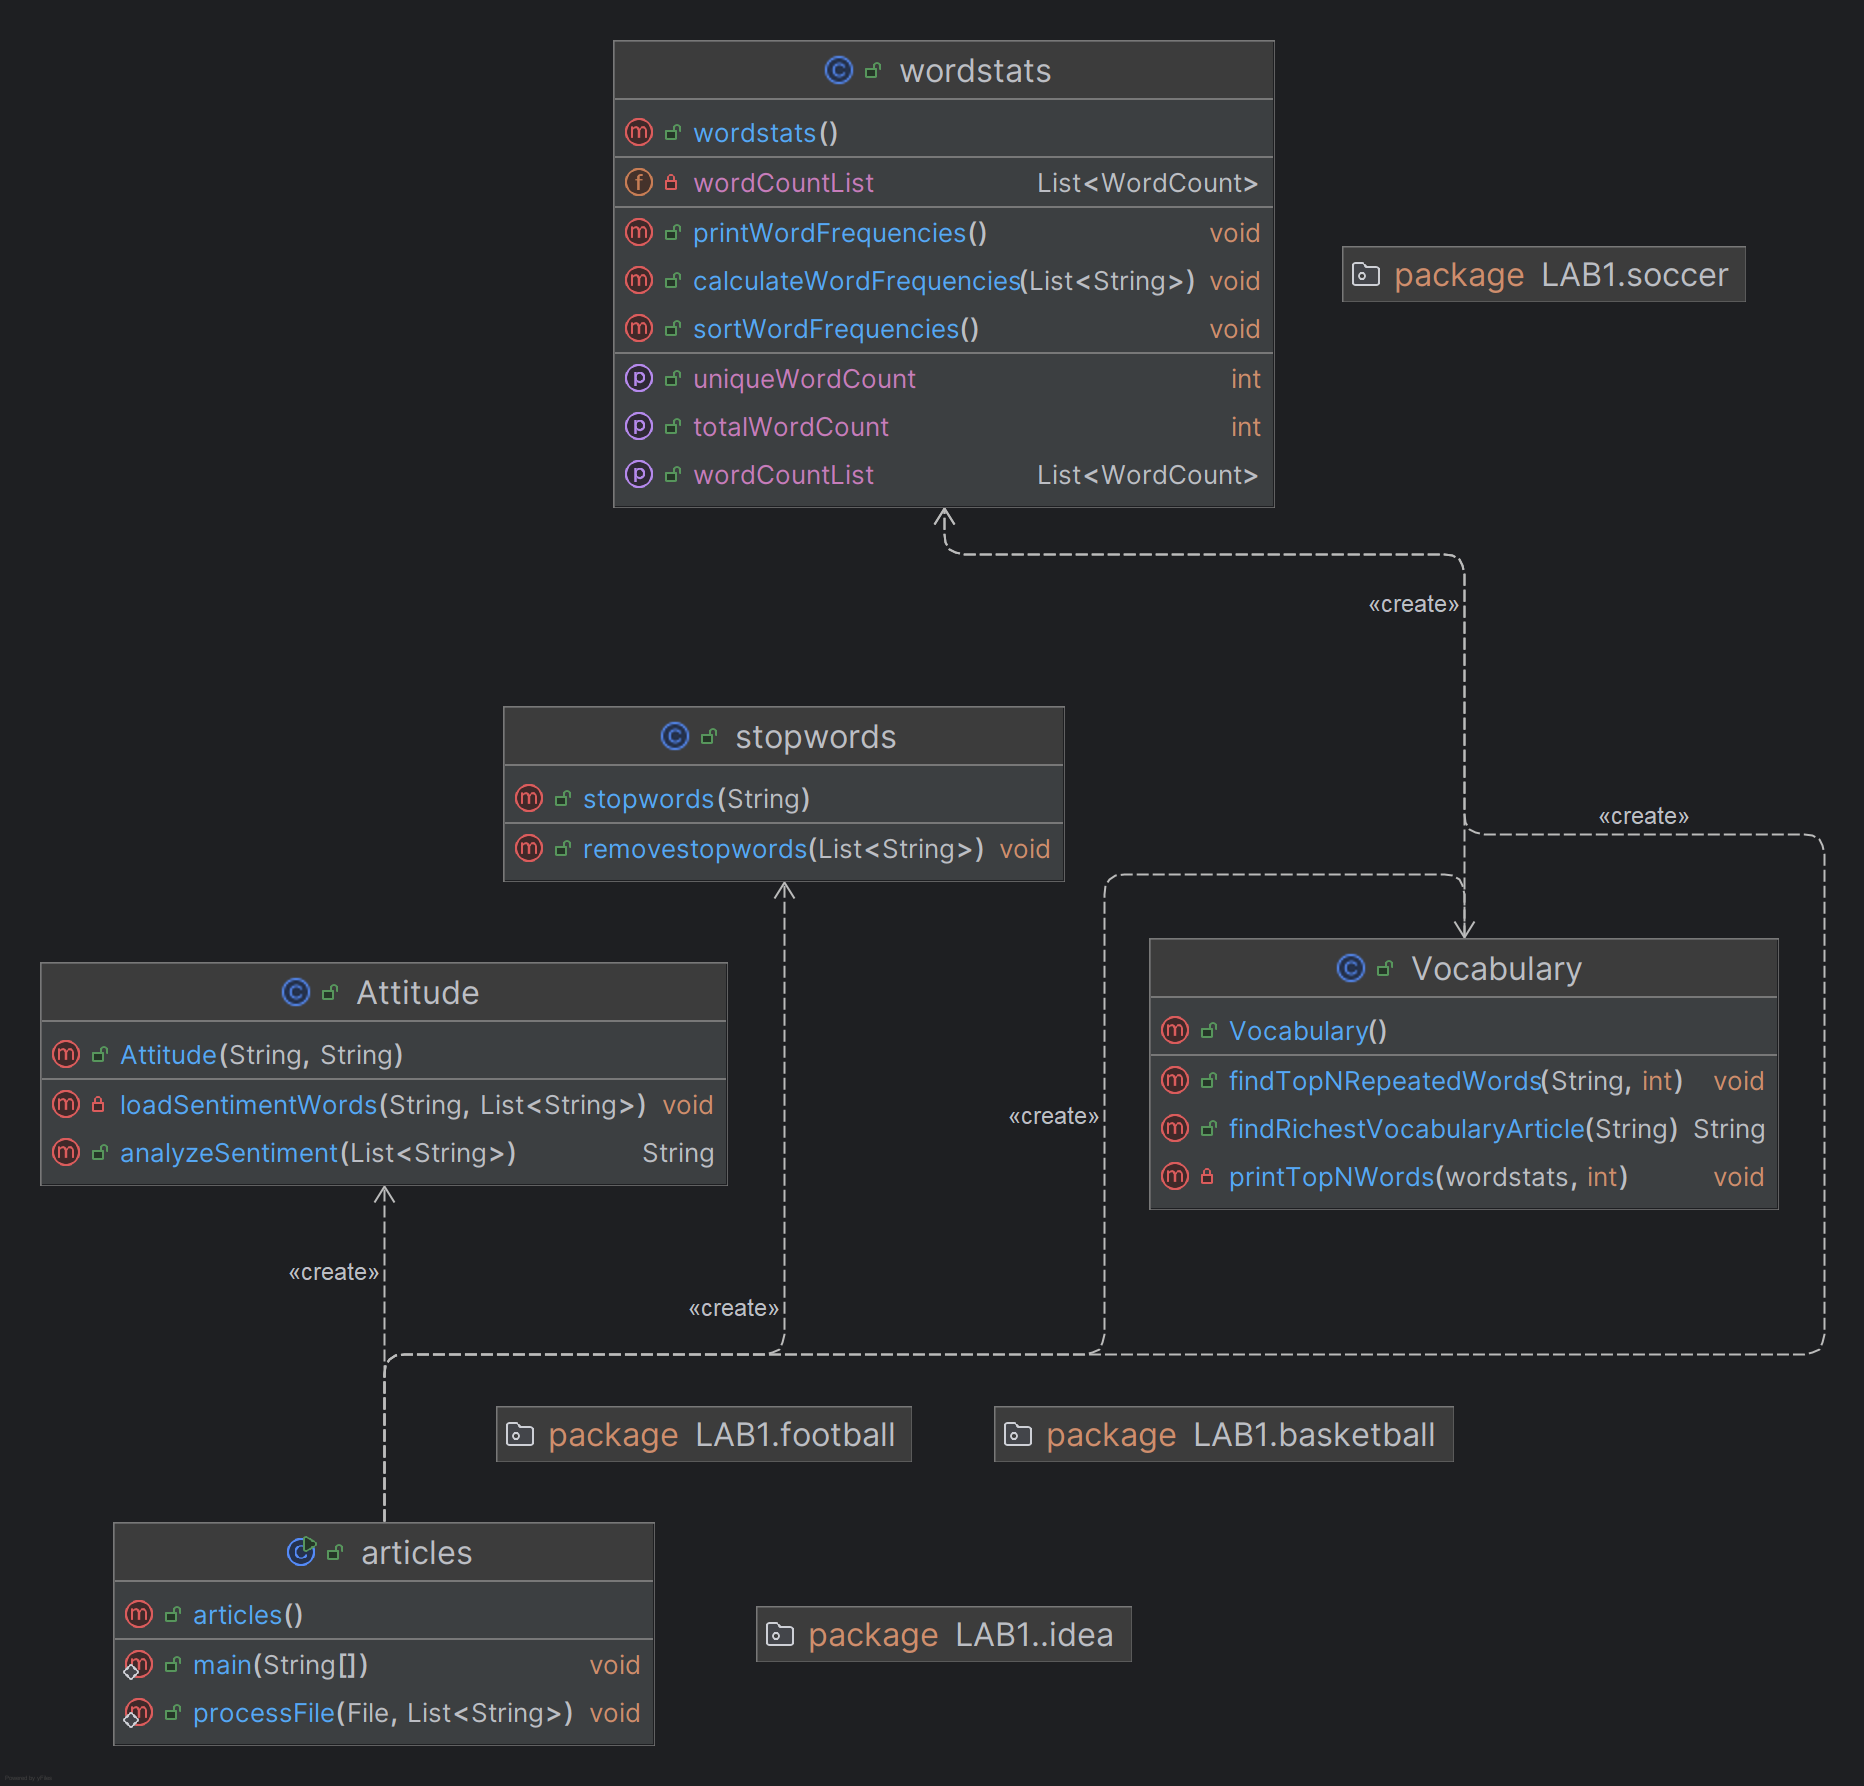 wordstats
wordstats()
wordCountList List<WordCount>
printWordFrequencies() void
calculateWordFrequencies(List<String>) void
sortWordFrequencies() void
uniqueWordCount int
totalWordCount int
wordCountList List<WordCount>
package LAB1.soccer
«create»
stopwords
stopwords(String)
removestopwords(List<String>) void
«create»
Attitude
Attitude(String, String)
loadSentimentWords(String, List<String>) void
analyzeSentiment(List<String>) String
Vocabulary
Vocabulary()
findTopNRepeatedWords(String, int) void
findRichestVocabularyArticle(String) String
printTopNWords(wordstats, int) void
«create»
«create»
«create»
package LAB1.football
package LAB1.basketball
articles
articles()
main(String[]) void
processFile(File, List<String>) void
package LAB1..idea
Powered by yFiles